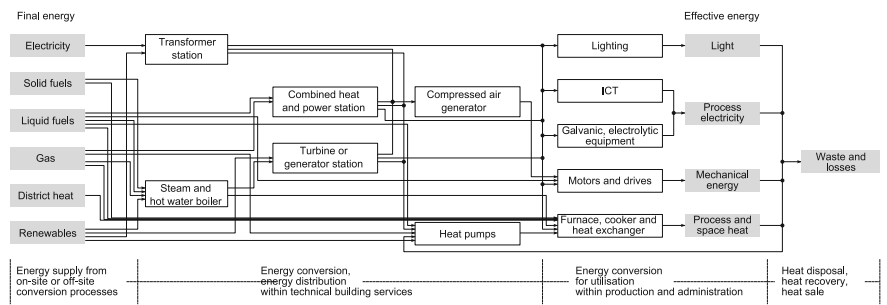 Final energy
Effective energy
Electricity
Transformer
station
Lighting
Light
Solid fuels
Combined heat
and power station
Compressed air
generator
ICT
Process
electricity
Liquid fuels
Galvanic, electrolytic
equipment
Gas
Turbine or
generator station
Waste and
losses
Motors and drives
Mechanical
energy
District heat
Steam and
hot water boiler
Furnace, cooker and
heat exchanger
Process and
space heat
Renewables
Heat pumps
Energy supply from
on-site or off-site
conversion processes
Energy conversion,
energy distribution
within technical building services
Energy conversion
for utilisation
within production and administration
Heat disposal,
heat recovery,
heat sale